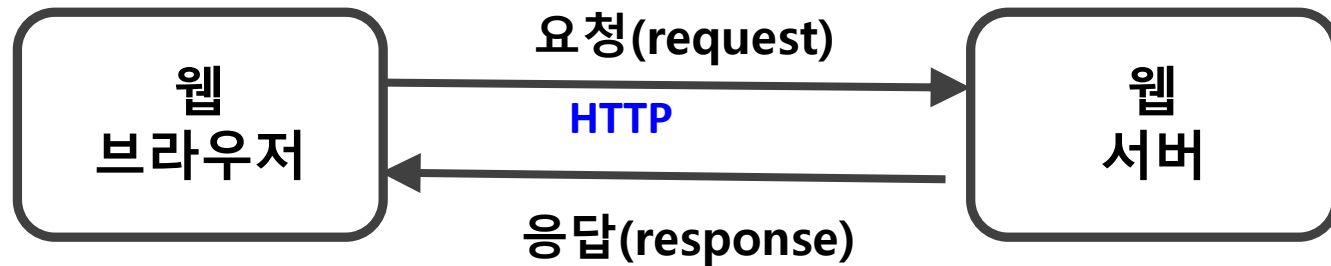 요청(request)
웹
브라우저
HTTP
웹
서버
응답(response)